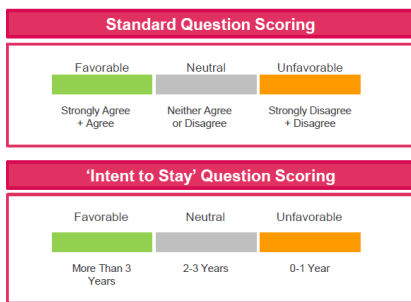 Standard Question Scoring
Favorable Neutral Unfavorable
Strongly Agree Neither Agree Strongly Disagree
+ Agree or Disagree + Disagree
'Intent to Stay' Question Scoring
Favorable Neutral Unfavorable
More Than 3 2-3 Years 0-1 Year
Years